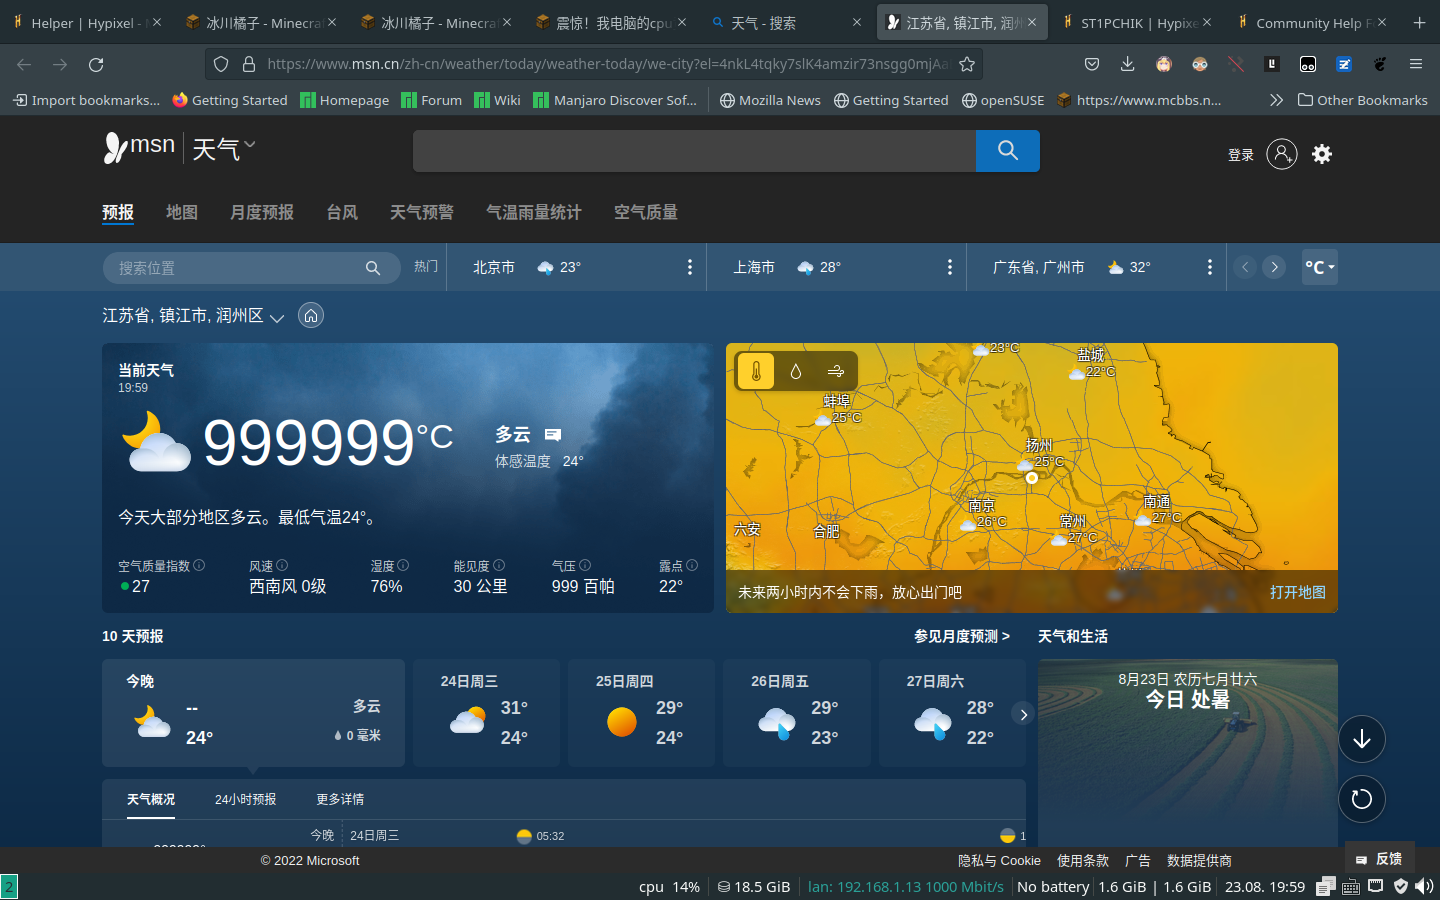 Helper | Hypixel - M
冰川橘子 - Minecra
冰川橘子 - Minecra
震惊！我电脑的cpu
天气 - 搜索
江苏省, 镇江市, 润州
ST1PCHIK | Hypixe
Community Help F
https://www.msn.cn/zh-cn/weather/today/weather-today/we-city?el=4nkL4tqky7slK4amzir73nsgg0mjAa
Import bookmarks...
Getting Started
Homepage
Forum
Wiki
Manjaro Discover Sof...
Mozilla News
Getting Started
openSUSE
https://www.mcbbs.n...
Other Bookmarks
msn
天气
登录
预报
地图
月度预报
台风
天气预警
气温雨量统计
空气质量
搜索位置
热门
北京市 23°
上海市 28°
广东省, 广州市 32°
°C
江苏省, 镇江市, 润州区
当前天气
19:59
999999°C
多云
体感温度 24°
今天大部分地区多云。最低气温24°。
空气质量指数
27
风速
西南风 0级
湿度
76%
能见度
30 公里
气压
999 百帕
露点
22°
23°C
盐城
22°C
蚌埠
25°C
扬州
25°C
南京
26°C
南通
27°C
常州
27°C
六安
合肥
未来两小时内不会下雨，放心出门吧
打开地图
10 天预报
参见月度预测 >
天气和生活
今晚
--
24°
多云
0 毫米
24日周三
31°
24°
25日周四
29°
24°
26日周五
29°
23°
27日周六
28°
22°
8月23日 农历七月廿六
今日 处暑
天气概况
24小时预报
更多详情
今晚
24日周三
05:32
1
© 2022 Microsoft
隐私与 Cookie
使用条款
广告
数据提供商
反馈
2
cpu 14%
18.5 GiB
lan: 192.168.1.13 1000 Mbit/s
No battery
1.6 GiB | 1.6 GiB
23.08. 19:59